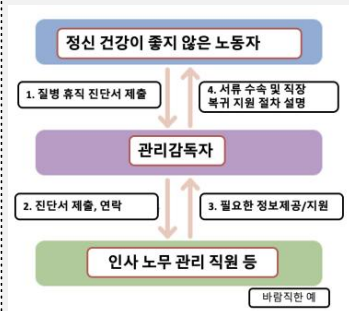 정신 건강이 좋지 않은 노동자
1. 질병 휴직 진단서 제출
4. 서류 수속 및 직장
복귀 지원 절차 설명
관리감독자
2. 진단서 제출, 연락
3. 필요한 정보제공/지원
인사 노무 관리 직원 등
바람직한 예